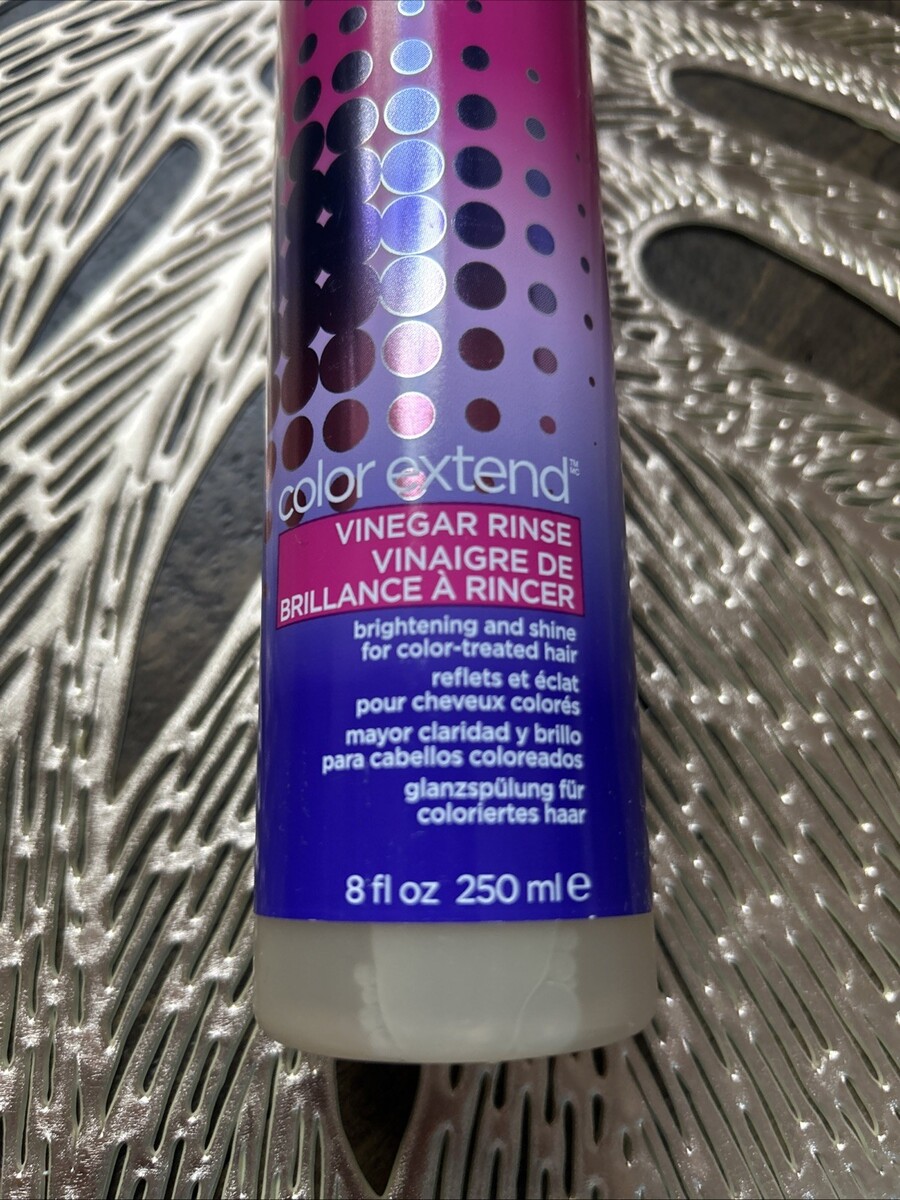 color extend™
VINEGAR RINSE
VINAIGRE DE
BRILLANCE À RINCER
brightening and shine
for color-treated hair
reflets et éclat
pour cheveux colorés
mayor claridad y brillo
para cabellos coloreados
glanzspülung für
coloriertes haar
8 fl oz 250 ml e